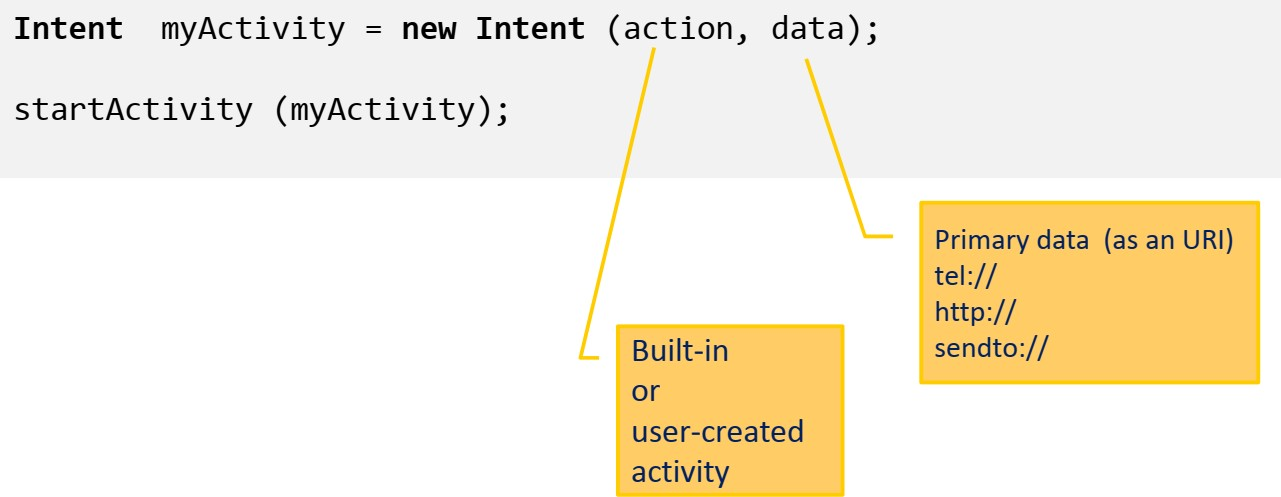 Intent  myActivity = new Intent (action, data);
startActivity (myActivity);
Primary data  (as an URI)
tel://
http://
sendto://
Built-in
or
user-created
activity